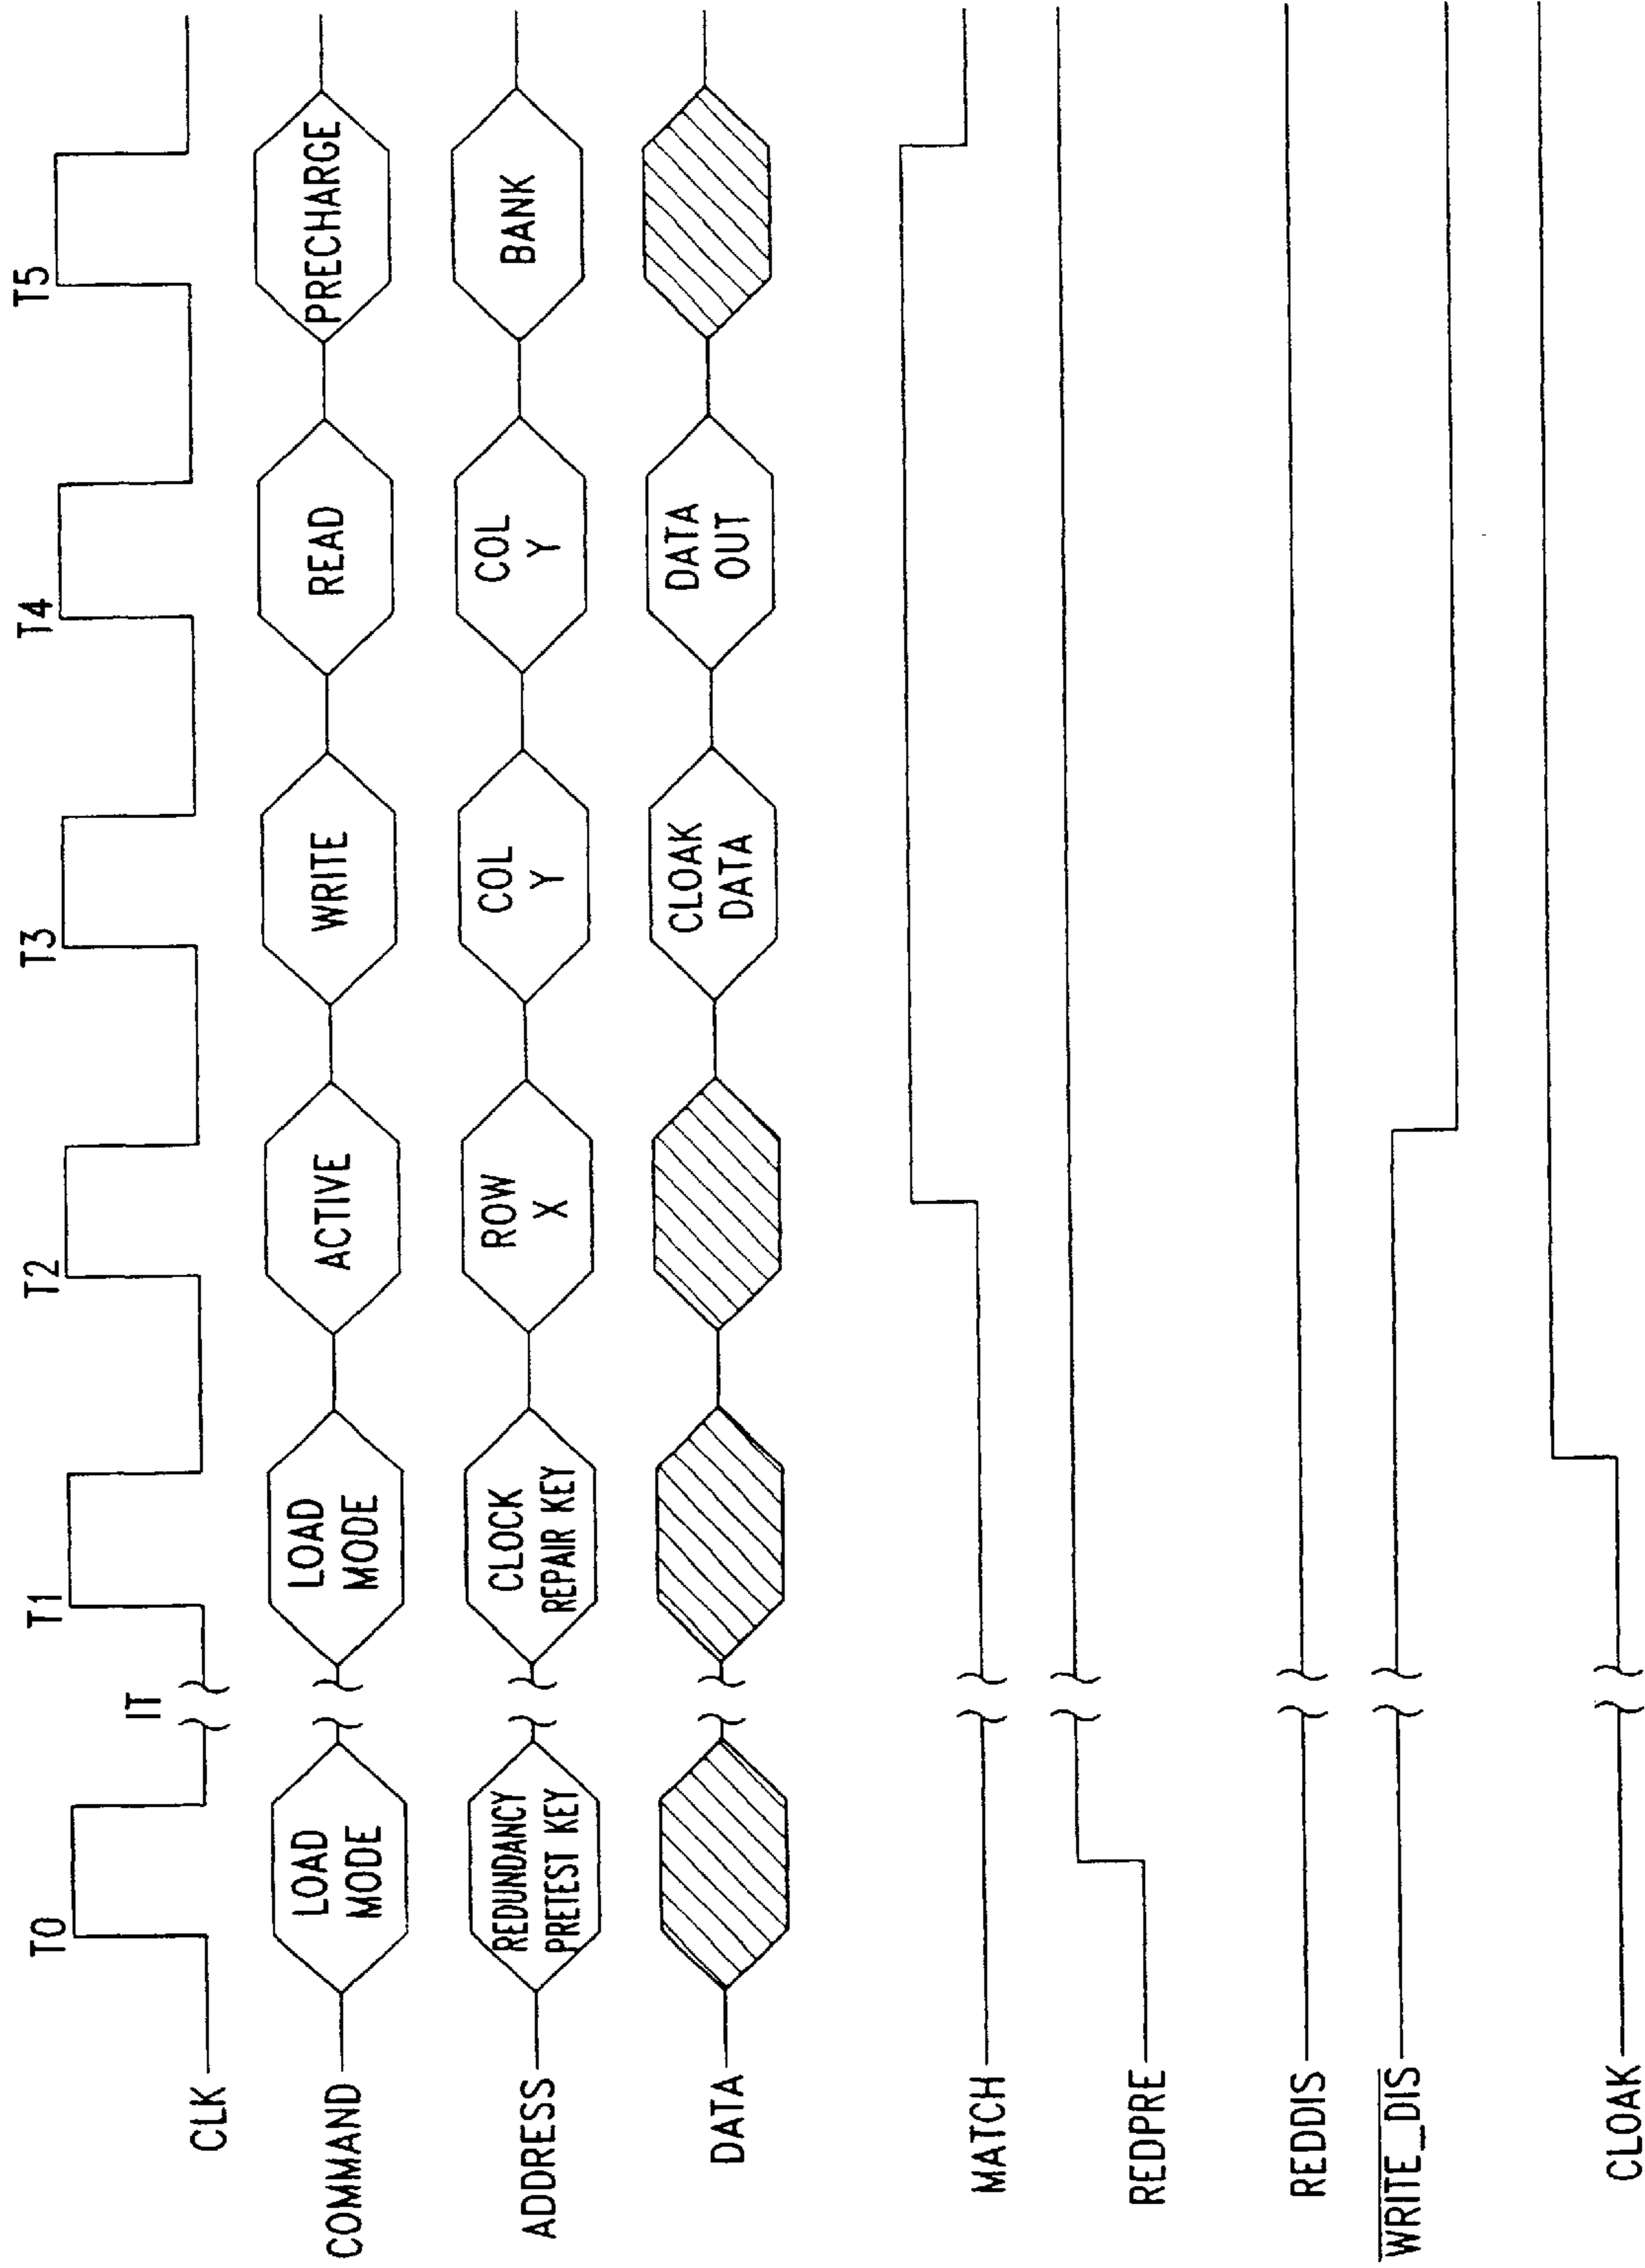 T0
IT
T1
T2
T3
T4
T5
CLK
COMMAND
LOAD
MODE
LOAD
MODE
ACTIVE
WRITE
READ
PRECHARGE
ADDRESS
REDUNDANCY
PRETEST KEY
CLOCK
REPAIR KEY
ROW
X
COL
Y
COL
Y
BANK
DATA
CLOAK
DATA
DATA
OUT
MATCH
REDPRE
REDDIS
WRITE_DIS
CLOAK